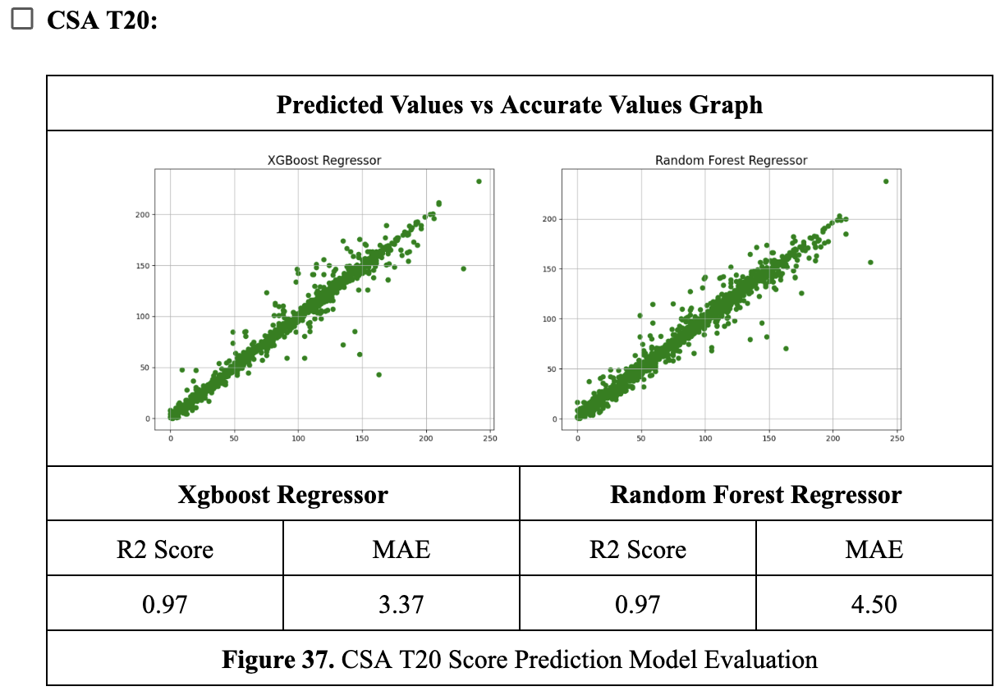 CSA T20:
Predicted Values vs Accurate Values Graph
XGBoost Regressor
200
150
100
50
0
0 50 100 150 200 250
Random Forest Regressor
200
150
100
50
0
0 50 100 150 200 250
Xgboost Regressor Random Forest Regressor
R2 Score MAE R2 Score MAE
0.97 3.37 0.97 4.50
Figure 37. CSA T20 Score Prediction Model Evaluation